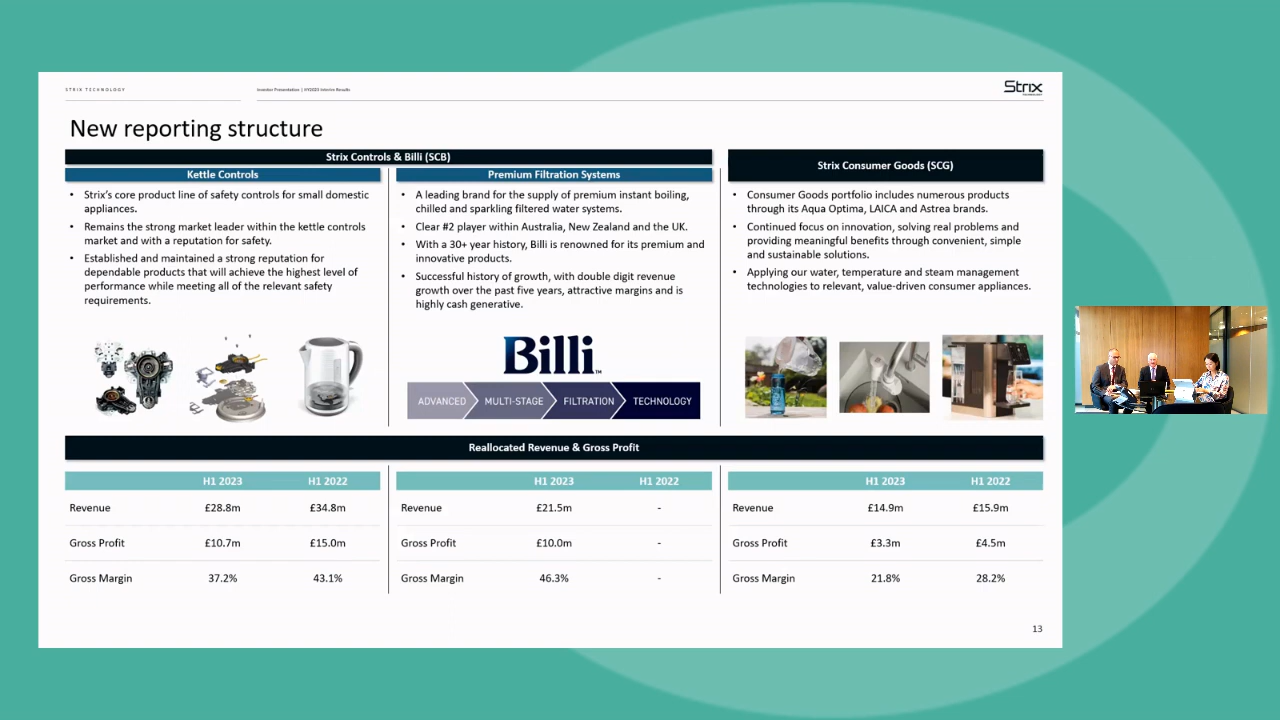 STRIX TECHNOLOGY
Investor Presentation | HY2023 Interim Results
Strix
TECHNOLOGY
New reporting structure
Strix Controls & Billi (SCB)
Kettle Controls
• Strix's core product line of safety controls for small domestic
appliances.
• Remains the strong market leader within the kettle controls
market and with a reputation for safety.
• Established and maintained a strong reputation for
dependable products that will achieve the highest level of
performance while meeting all of the relevant safety
requirements.
Premium Filtration Systems
• A leading brand for the supply of premium instant boiling,
chilled and sparkling filtered water systems.
• Clear #2 player within Australia, New Zealand and the UK.
• With a 30+ year history, Billi is renowned for its premium and
innovative products.
• Successful history of growth, with double digit revenue
growth over the past five years, attractive margins and is
highly cash generative.
Billi™
ADVANCED MULTI-STAGE FILTRATION TECHNOLOGY
Strix Consumer Goods (SCG)
• Consumer Goods portfolio includes numerous products
through its Aqua Optima, LAICA and Astrea brands.
• Continued focus on innovation, solving real problems and
providing meaningful benefits through convenient, simple
and sustainable solutions.
• Applying our water, temperature and steam management
technologies to relevant, value-driven consumer appliances.
Reallocated Revenue & Gross Profit
H1 2023 H1 2022
Revenue £28.8m £34.8m
Gross Profit £10.7m £15.0m
Gross Margin 37.2% 43.1%
H1 2023 H1 2022
Revenue £21.5m -
Gross Profit £10.0m -
Gross Margin 46.3% -
H1 2023 H1 2022
Revenue £14.9m £15.9m
Gross Profit £3.3m £4.5m
Gross Margin 21.8% 28.2%
13